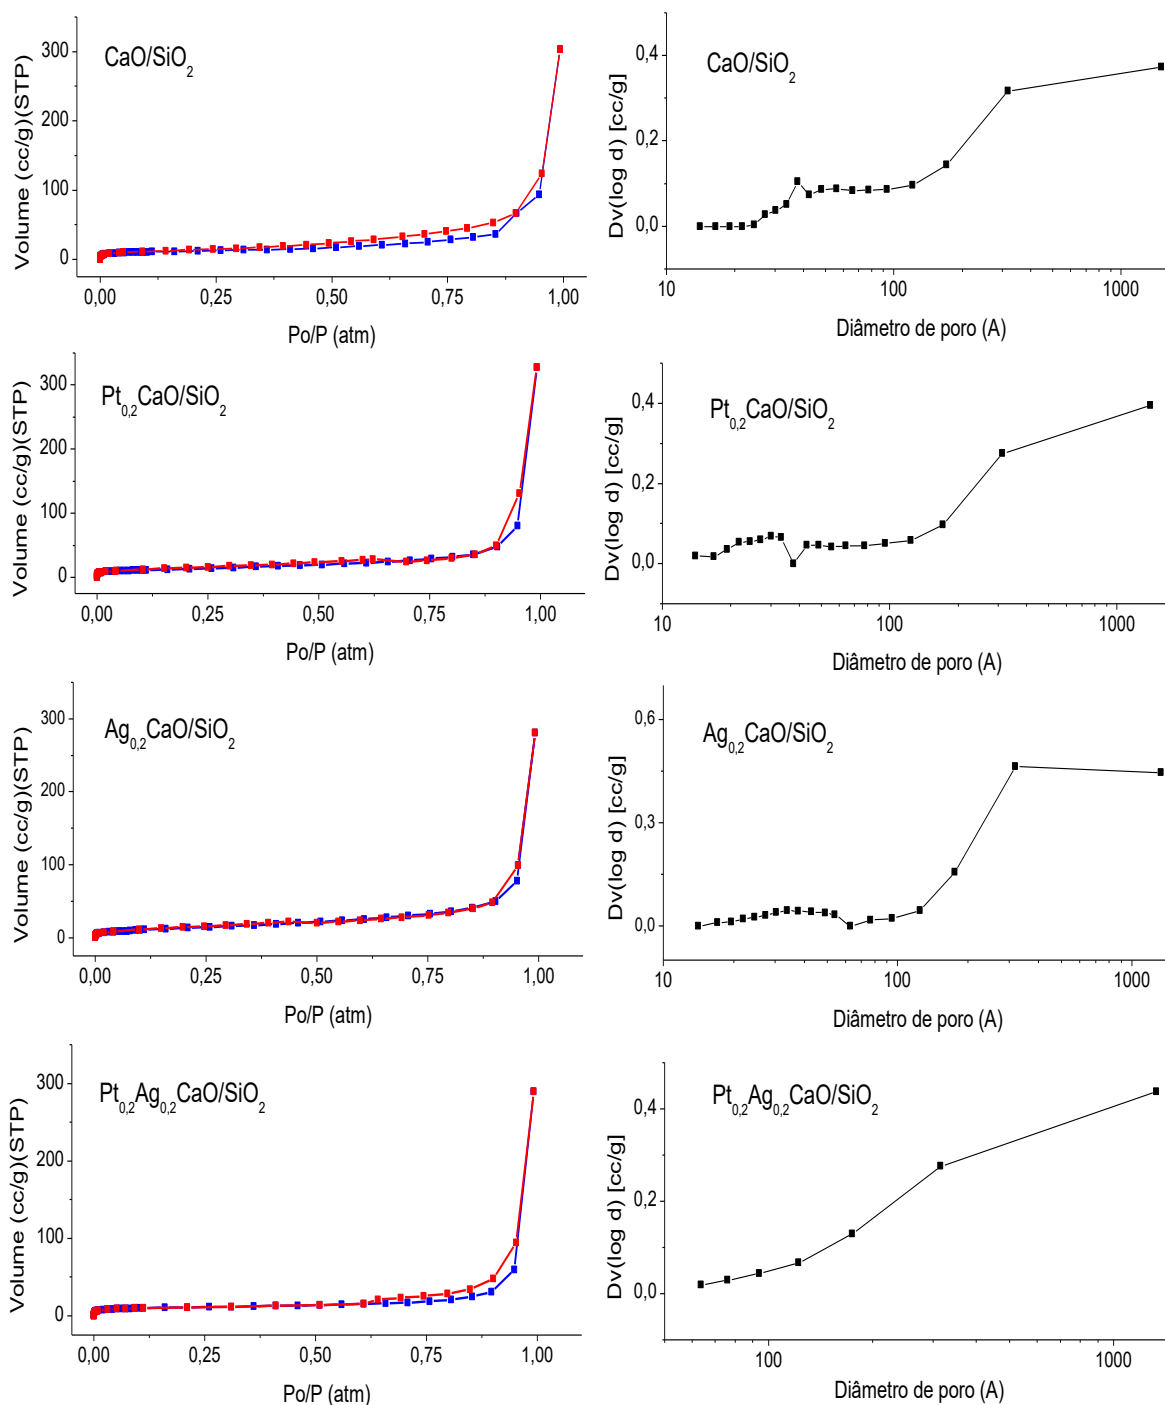 CaO/SiO2
Volume (cc/g)(STP)
300
200
100
0
0,00 0,25 0,50 0,75 1,00
Po/P (atm)
CaO/SiO2
Dv(log d) [cc/g]
0,4
0,2
0,0
10 100 1000
Diâmetro de poro (A)
Pt0,2CaO/SiO2
Volume (cc/g)(STP)
300
200
100
0
0,00 0,25 0,50 0,75 1,00
Po/P (atm)
Pt0,2CaO/SiO2
Dv(log d) [cc/g]
0,4
0,2
0,0
10 100 1000
Diâmetro de poro (A)
Ag0,2CaO/SiO2
Volume (cc/g)(STP)
300
200
100
0
0,00 0,25 0,50 0,75 1,00
Po/P (atm)
Ag0,2CaO/SiO2
Dv(log d) [cc/g]
0,6
0,3
0,0
10 100 1000
Diâmetro de poro (A)
Pt0,2Ag0,2CaO/SiO2
Volume (cc/g)(STP)
300
200
100
0
0,00 0,25 0,50 0,75 1,00
Po/P (atm)
Pt0,2Ag0,2CaO/SiO2
Dv(log d) [cc/g]
0,4
0,2
0,0
100 1000
Diâmetro de poro (A)